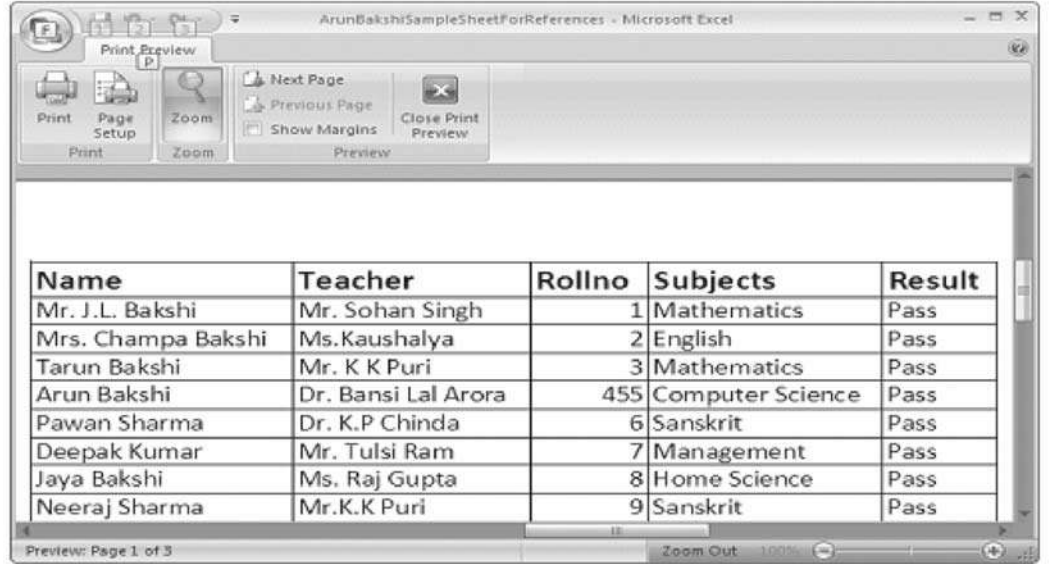 ArunBakshiSampleSheetForReferences - Microsoft Excel
F 1 2 3
Print Preview
P
Print
Page Setup
Zoom
Next Page
Previous Page
Show Margins
Close Print Preview
Print Zoom Preview
Name Teacher Rollno Subjects Result
Mr. J.L. Bakshi Mr. Sohan Singh 1 Mathematics Pass
Mrs. Champa Bakshi Ms.Kaushalya 2 English Pass
Tarun Bakshi Mr. K K Puri 3 Mathematics Pass
Arun Bakshi Dr. Bansi Lal Arora 455 Computer Science Pass
Pawan Sharma Dr. K.P Chinda 6 Sanskrit Pass
Deepak Kumar Mr. Tulsi Ram 7 Management Pass
Jaya Bakshi Ms. Raj Gupta 8 Home Science Pass
Neeraj Sharma Mr.K.K Puri 9 Sanskrit Pass
Preview: Page 1 of 3 Zoom Out 100%